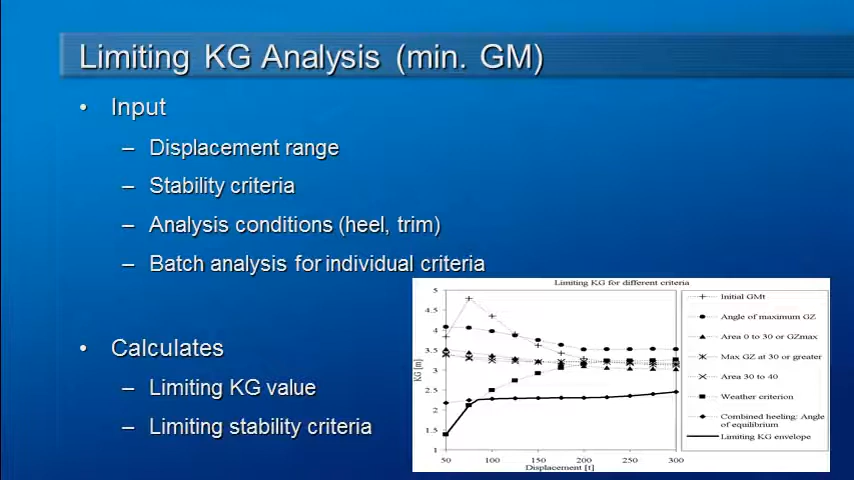 Limiting KG Analysis (min. GM)
• Input
– Displacement range
– Stability criteria
– Analysis conditions (heel, trim)
– Batch analysis for individual criteria
• Calculates
– Limiting KG value
– Limiting stability criteria
Limiting KG for different criteria
5
4.5
4
3.5
3
2.5
2
1.5
1
KG [m]
50 100 150 200 250 300
Displacement [t]
Initial GMt
Angle of maximum GZ
Area 0 to 30 or GZmax
Max GZ at 30 or greater
Area 30 to 40
Weather criterion
Combined heeling: Angle
of equilibrium
Limiting KG envelope